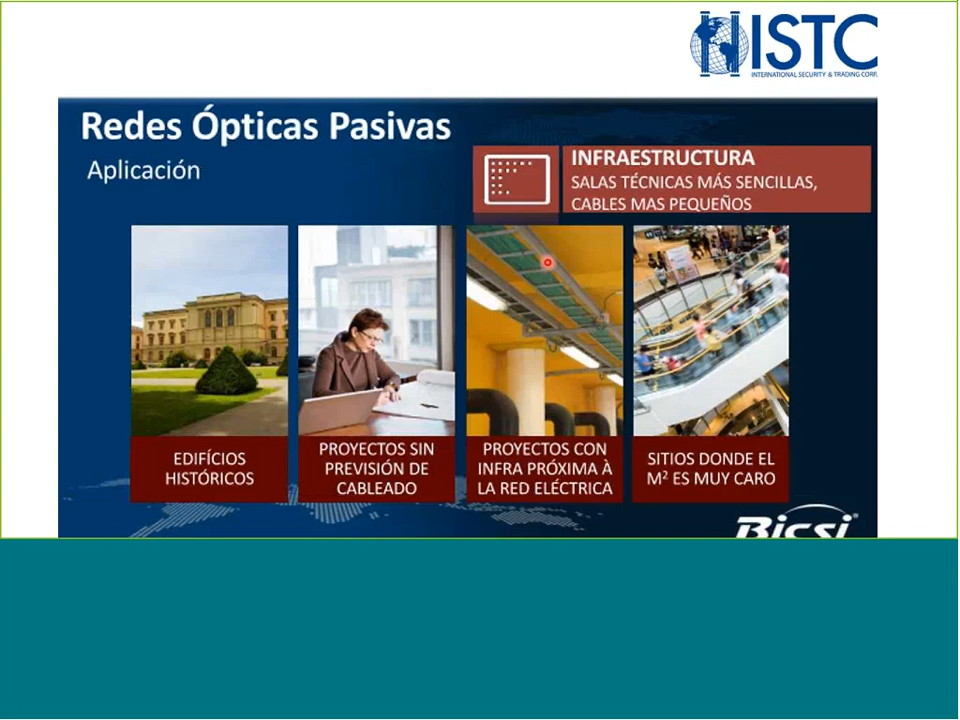 HISTC
INTERNATIONAL SECURITY & TRADING CORP.
Redes Ópticas Pasivas
Aplicación
INFRAESTRUCTURA
SALAS TÉCNICAS MÁS SENCILLAS,
CABLES MAS PEQUEÑOS
EDIFÍCIOS
HISTÓRICOS
PROYECTOS SIN
PREVISIÓN DE
CABLEADO
PROYECTOS CON
INFRA PRÓXIMA À
LA RED ELÉCTRICA
SITIOS DONDE EL
M² ES MUY CARO
Bicsi®